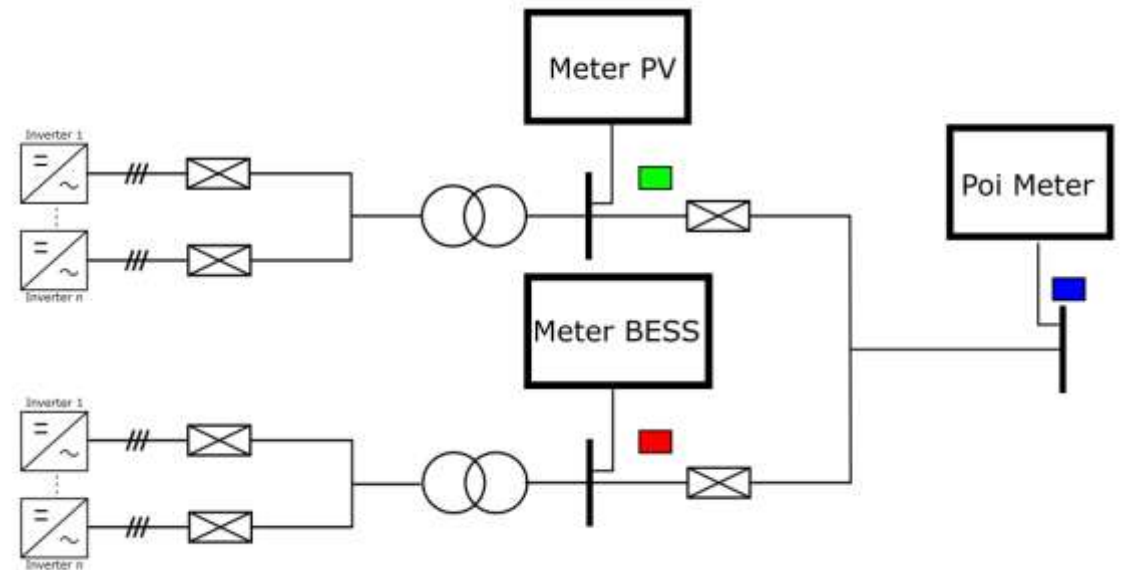 Meter PV
Inverter 1
Poi Meter
Inverter n
Meter BESS
Inverter 1
Inverter n